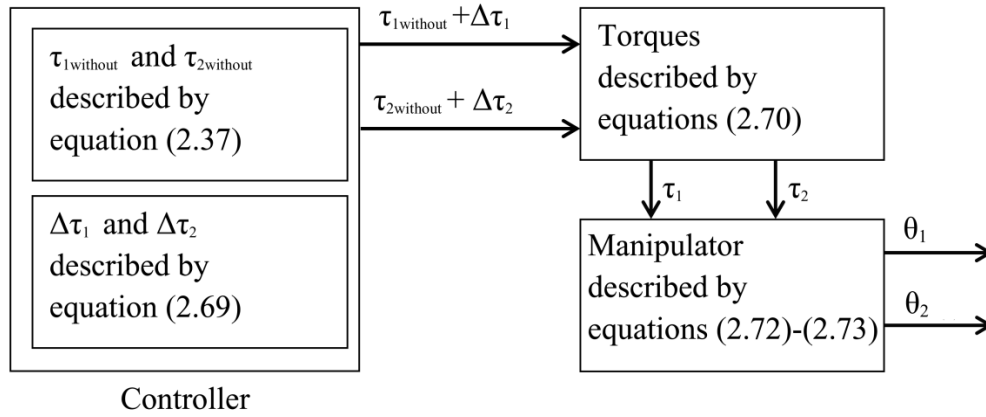 τ₁without and τ₂without
described by
equation (2.37)
Δτ₁ and Δτ₂
described by
equation (2.69)
Controller
τ₁without +Δτ₁
τ₂without + Δτ₂
Torques
described by
equations (2.70)
τ₁
τ₂
Manipulator
described by
equations (2.72)-(2.73)
θ₁
θ₂